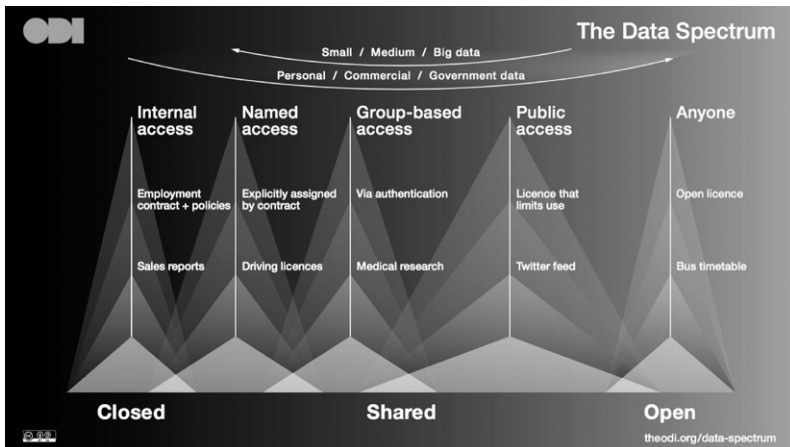 ODI
The Data Spectrum
Small / Medium / Big data
Personal / Commercial / Government data
Internal
access
Named
access
Group-based
access
Public
access
Anyone
Employment
contract + policies
Explicitly assigned
by contract
Via authentication
Licence that
limits use
Open licence
Sales reports
Driving licences
Medical research
Twitter feed
Bus timetable
Closed
Shared
Open
theodi.org/data-spectrum